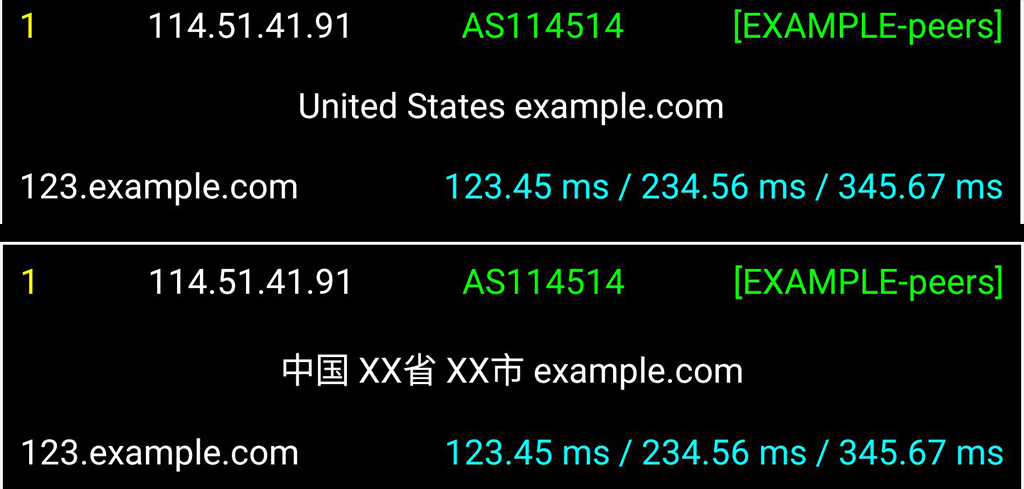 1 114.51.41.91 AS114514 [EXAMPLE-peers]
United States example.com
123.example.com 123.45 ms / 234.56 ms / 345.67 ms
1 114.51.41.91 AS114514 [EXAMPLE-peers]
中国 XX省 XX市 example.com
123.example.com 123.45 ms / 234.56 ms / 345.67 ms